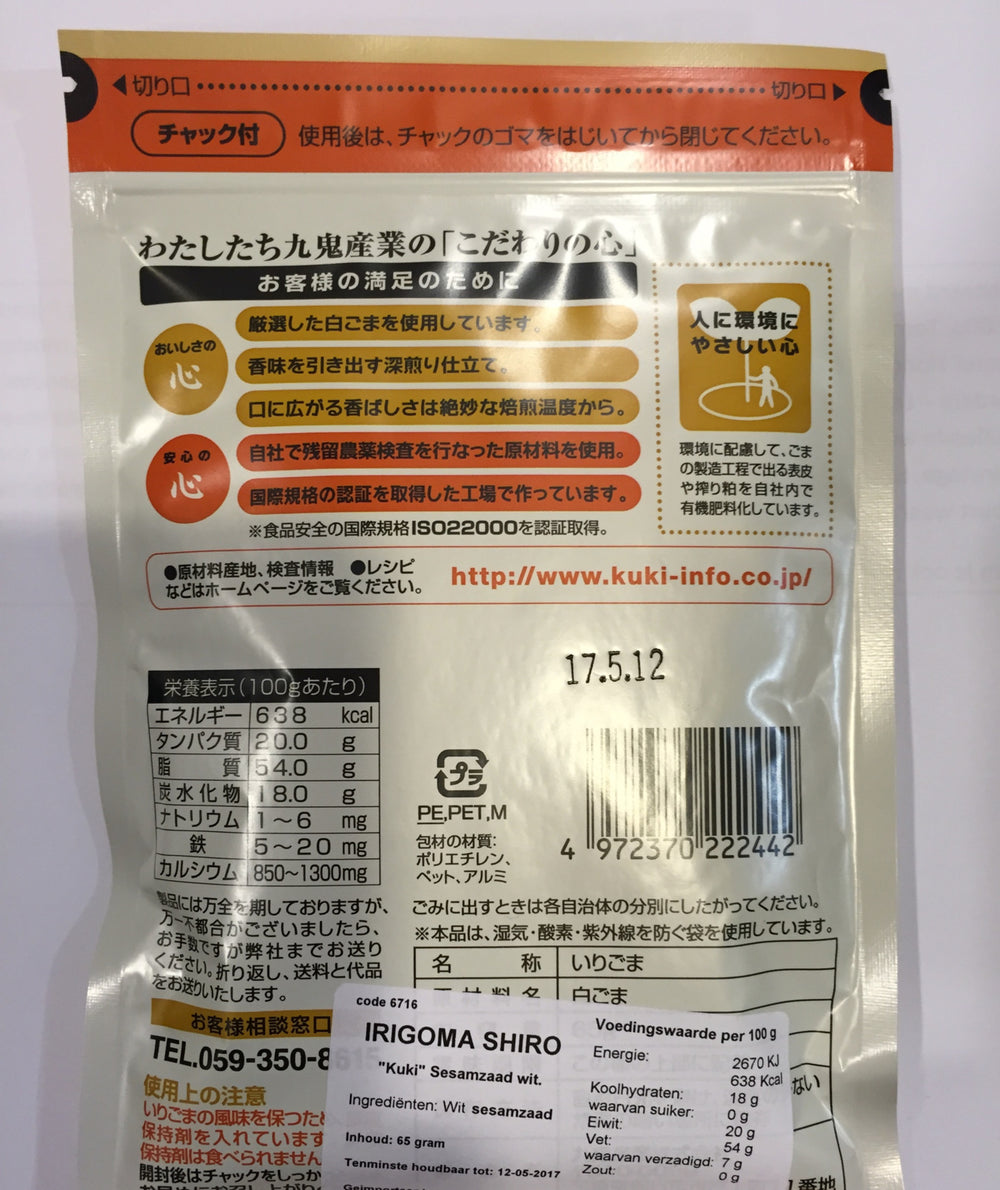 切り口 切り口
チャック付 使用後は、チャックのゴマをはじいてから閉じてください。
わたしたち九鬼産業の「こだわりの心」
お客様の満足のために
おいしさの
心
厳選した白ごまを使用しています。
香味を引き出す深煎り仕立て。
口に広がる香ばしさは絶妙な焙煎温度から。
安心の
心
自社で残留農薬検査を行なった原材料を使用。
国際規格の認証を取得した工場で作っています。
※食品安全の国際規格ISO22000を認証取得。
人に環境に
やさしい心
環境に配慮して、ごま
の製造工程で出る表皮
や搾り粕を自社内で
有機肥料化しています。
●原材料産地、検査情報 ●レシピ
などはホームページをご覧ください。
http://www.kuki-info.co.jp/
17.5.12
栄養表示(100gあたり)
エネルギー 638 kcal
タンパク質 20.0 g
脂質 54.0 g
炭水化物 18.0 g
ナトリウム 1〜6 mg
鉄 5〜20 mg
カルシウム 850〜1300mg
プラ
PE,PET,M
包材の材質:
ポリエチレン、
ペット、アルミ
4 972370 222442
製品には万全を期しておりますが、
万一不都合がございましたら、
お手数ですが弊社までお送り
ください。折り返し、送料と代品
をお送りいたします。
ごみに出すときは各自治体の分別にしたがってください。
※本品は、湿気・酸素・紫外線を防ぐ袋を使用しています。
名称 いりごま
原材料名 白ごま
お客様相談窓口
TEL.059-350-8615
使用上の注意
いりごまの風味を保つため
保持剤を入れています
保持剤は食べられません
開封後はチャックをしっか
ない
1番地
code 6716
IRIGOMA SHIRO
"Kuki" Sesamzaad wit.
Ingrediënten: Wit sesamzaad
Inhoud: 65 gram
Tenminste houdbaar tot: 12-05-2017
Voedingswaarde per 100 g
Energie: 2670 KJ
638 Kcal
Koolhydraten: 18 g
waarvan suiker: 0 g
Eiwit: 20 g
Vet: 54 g
waarvan verzadigd: 7 g
Zout: 0 g